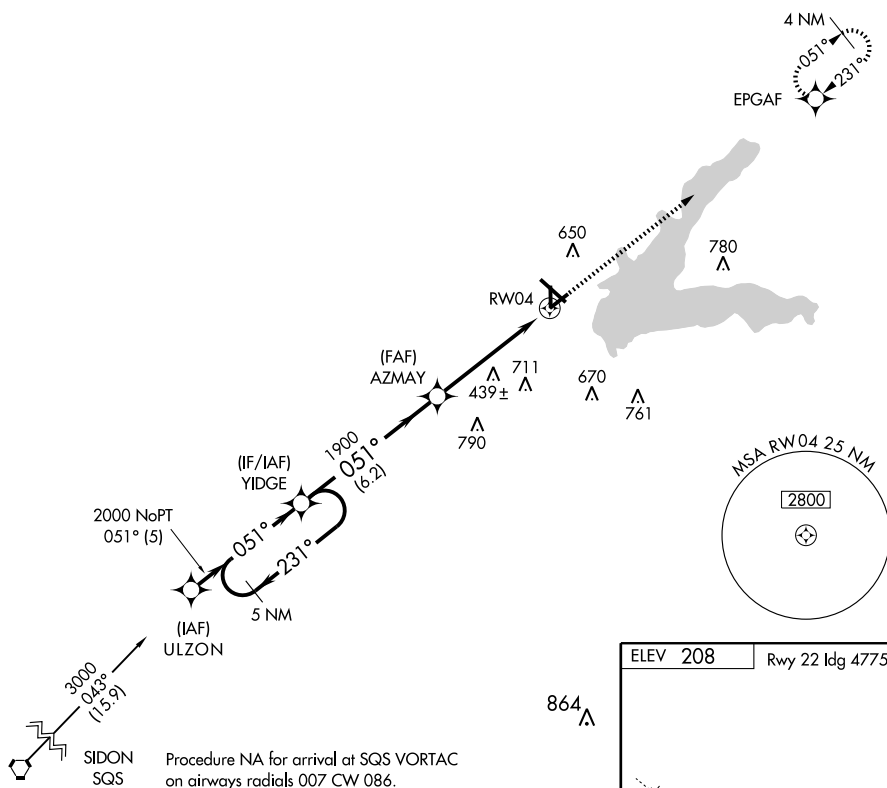 4 NM
051°
231°
EPGAF
650
780
RW04
(FAF)
AZMAY
439±
711
670
761
790
1900
051°
(6.2)
(IF/IAF)
YIDGE
MSA RW04 25 NM
2800
2000 NoPT
051° (5)
051°
231°
5 NM
(IAF)
ULZON
3000
043°
(15.9)
ELEV 208
Rwy 22 ldg 4775
864
SIDON
SQS
Procedure NA for arrival at SQS VORTAC
on airways radials 007 CW 086.